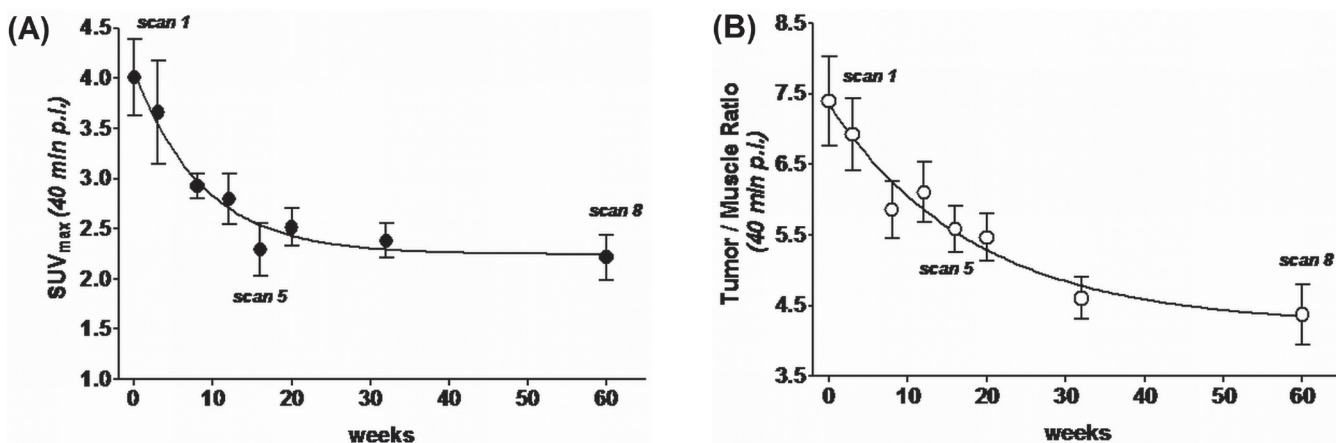 (A)
4.5
4.0
3.5
3.0
2.5
2.0
1.5
1.0
SUVmax (40 min p.i.)
scan 1
scan 5
scan 8
0 10 20 30 40 50 60
weeks
(B)
8.5
7.5
6.5
5.5
4.5
3.5
Tumor / Muscle Ratio
(40 min p.i.)
scan 1
scan 5
scan 8
0 10 20 30 40 50 60
weeks